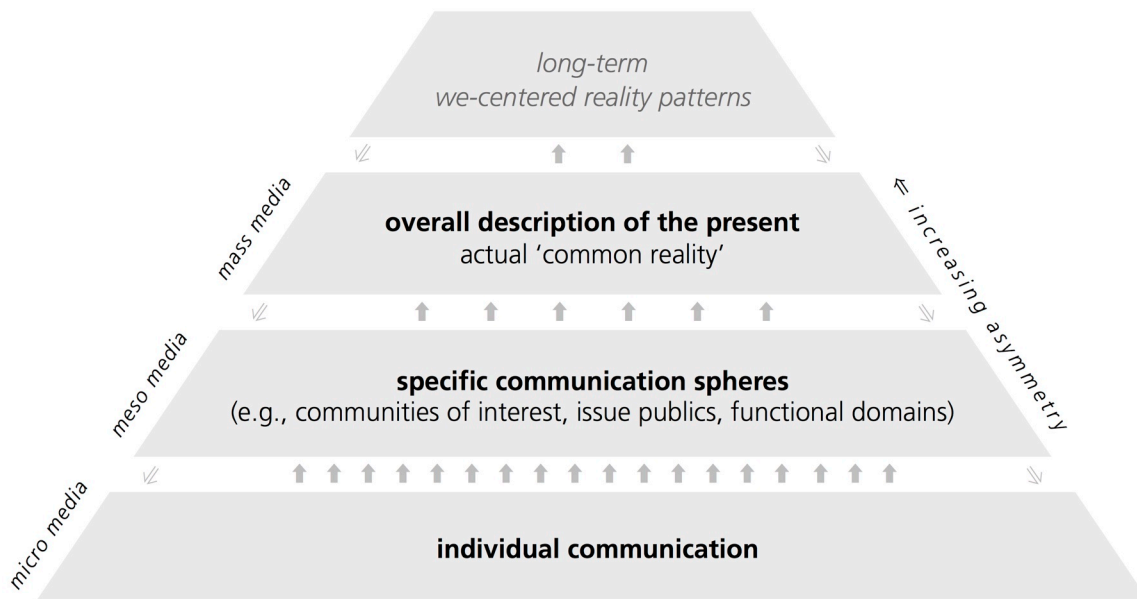 long-term
we-centered reality patterns
mass media
⇐ increasing asymmetry
overall description of the present
actual ‘common reality’
meso media
specific communication spheres
(e.g., communities of interest, issue publics, functional domains)
micro media
individual communication